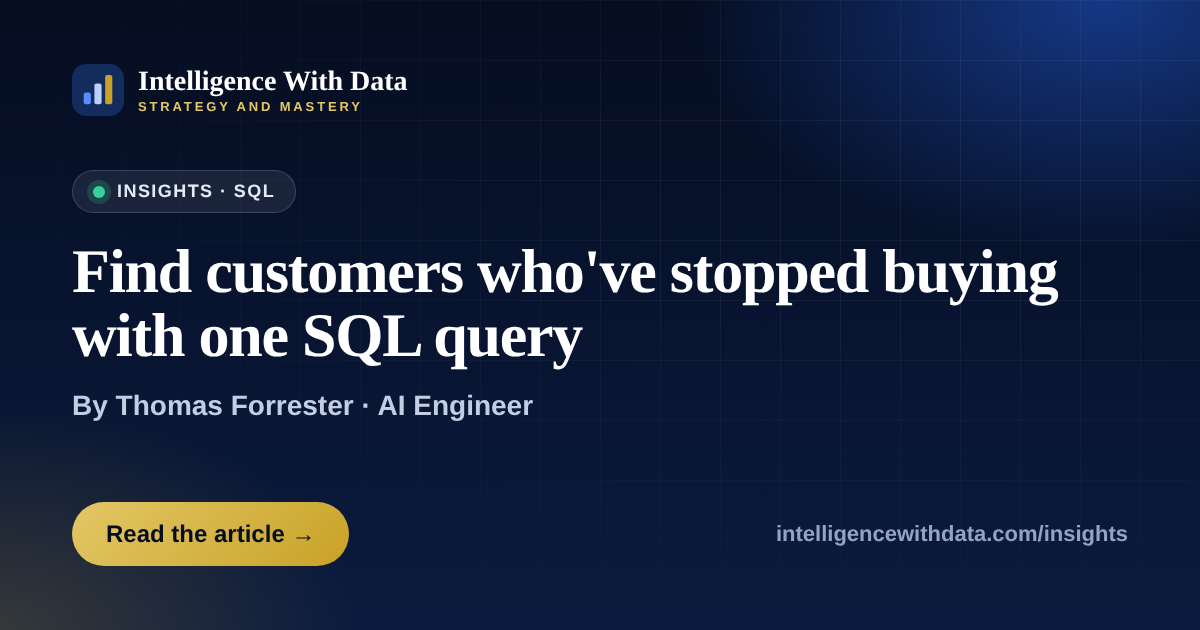 Intelligence With Data
STRATEGY AND MASTERY
INSIGHTS · SQL
Find customers who've stopped buying
with one SQL query
By Thomas Forrester · AI Engineer
Read the article →
intelligencewithdata.com/insights